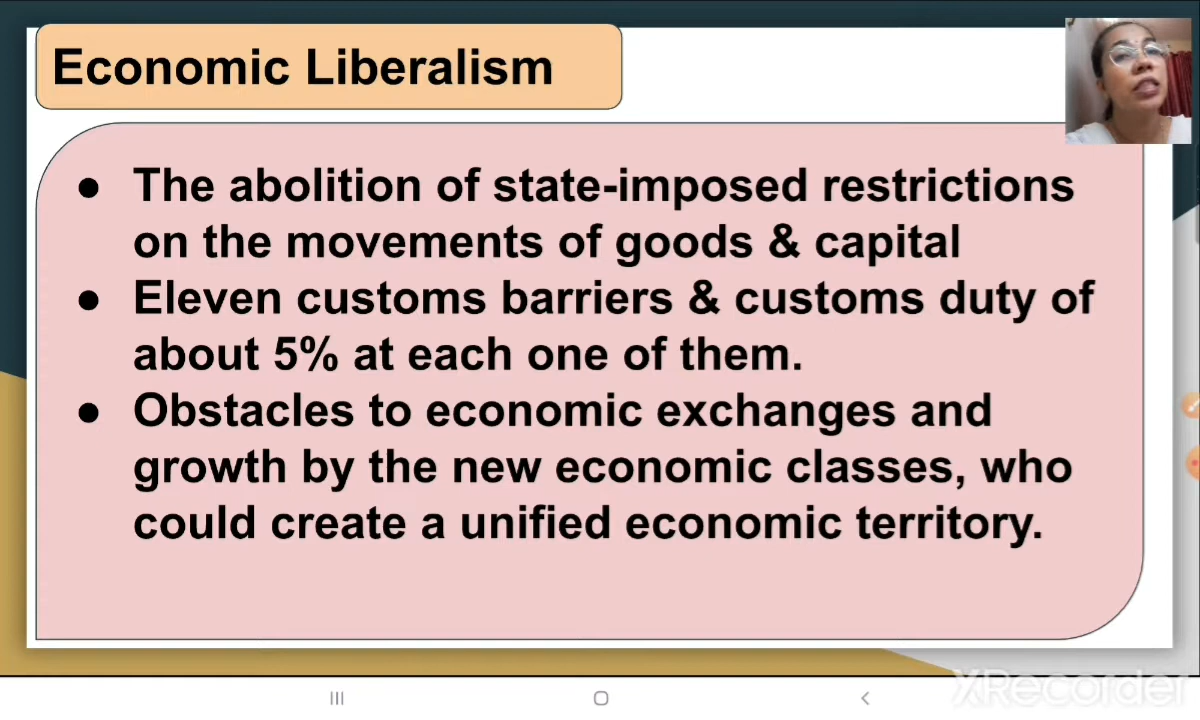 Economic Liberalism
● The abolition of state-imposed restrictions
on the movements of goods & capital
● Eleven customs barriers & customs duty of
about 5% at each one of them.
● Obstacles to economic exchanges and
growth by the new economic classes, who
could create a unified economic territory.
XRecorder